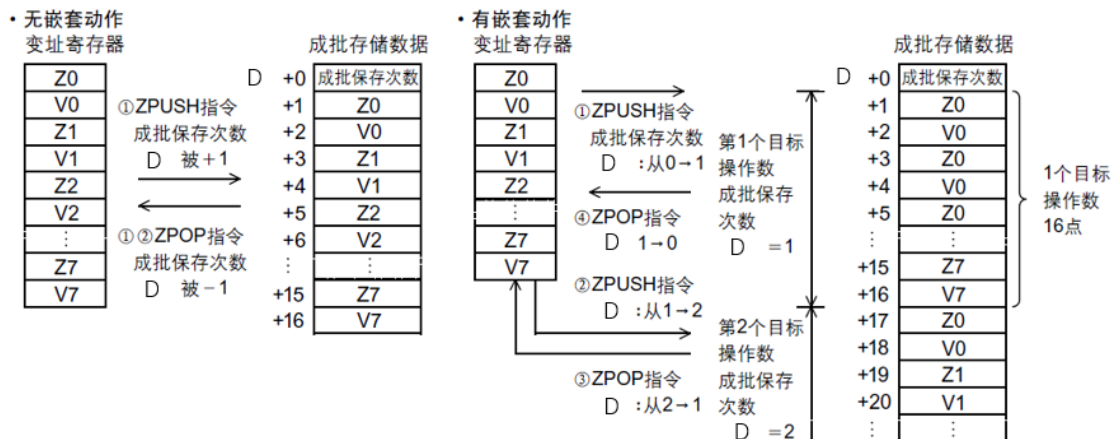 • 无嵌套动作
变址寄存器
成批存储数据
Z0
V0
Z1
V1
Z2
V2
⋮
Z7
V7
①ZPUSH指令
成批保存次数
D 被+1
①②ZPOP指令
成批保存次数
D 被-1
D +0 成批保存次数
+1 Z0
+2 V0
+3 Z1
+4 V1
+5 Z2
+6 V2
⋮ ⋮
+15 Z7
+16 V7
• 有嵌套动作
变址寄存器
成批存储数据
Z0
V0
Z1
V1
Z2
⋮
Z7
V7
①ZPUSH指令
成批保存次数
D :从0→1
④ZPOP指令
D 1→0
②ZPUSH指令
D :从1→2
③ZPOP指令
D :从2→1
第1个目标
操作数
成批保存
次数
D =1
第2个目标
操作数
成批保存
次数
D =2
D +0 成批保存次数
+1 Z0
+2 V0
+3 Z0
+4 V0
+5 Z0
⋮ ⋮
+15 Z7
+16 V7
+17 Z0
+18 V0
+19 Z1
+20 V1
⋮ ⋮
1个目标
操作数
16点